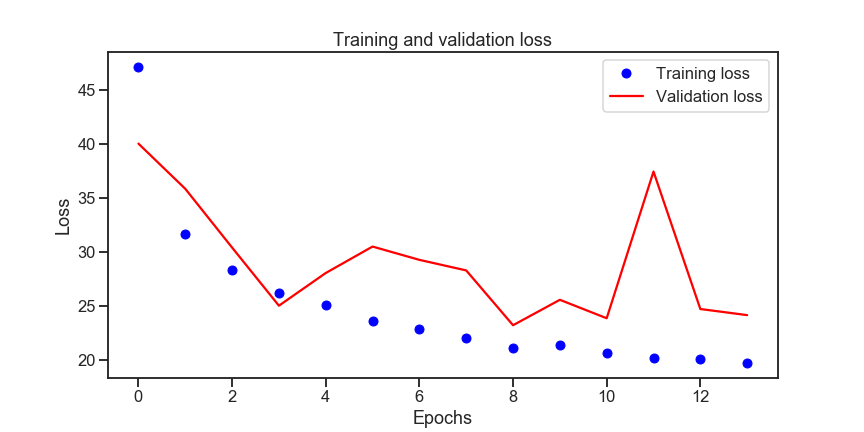 Training and validation loss
Training loss
Validation loss
45
40
35
30
25
20
Loss
0 2 4 6 8 10 12
Epochs